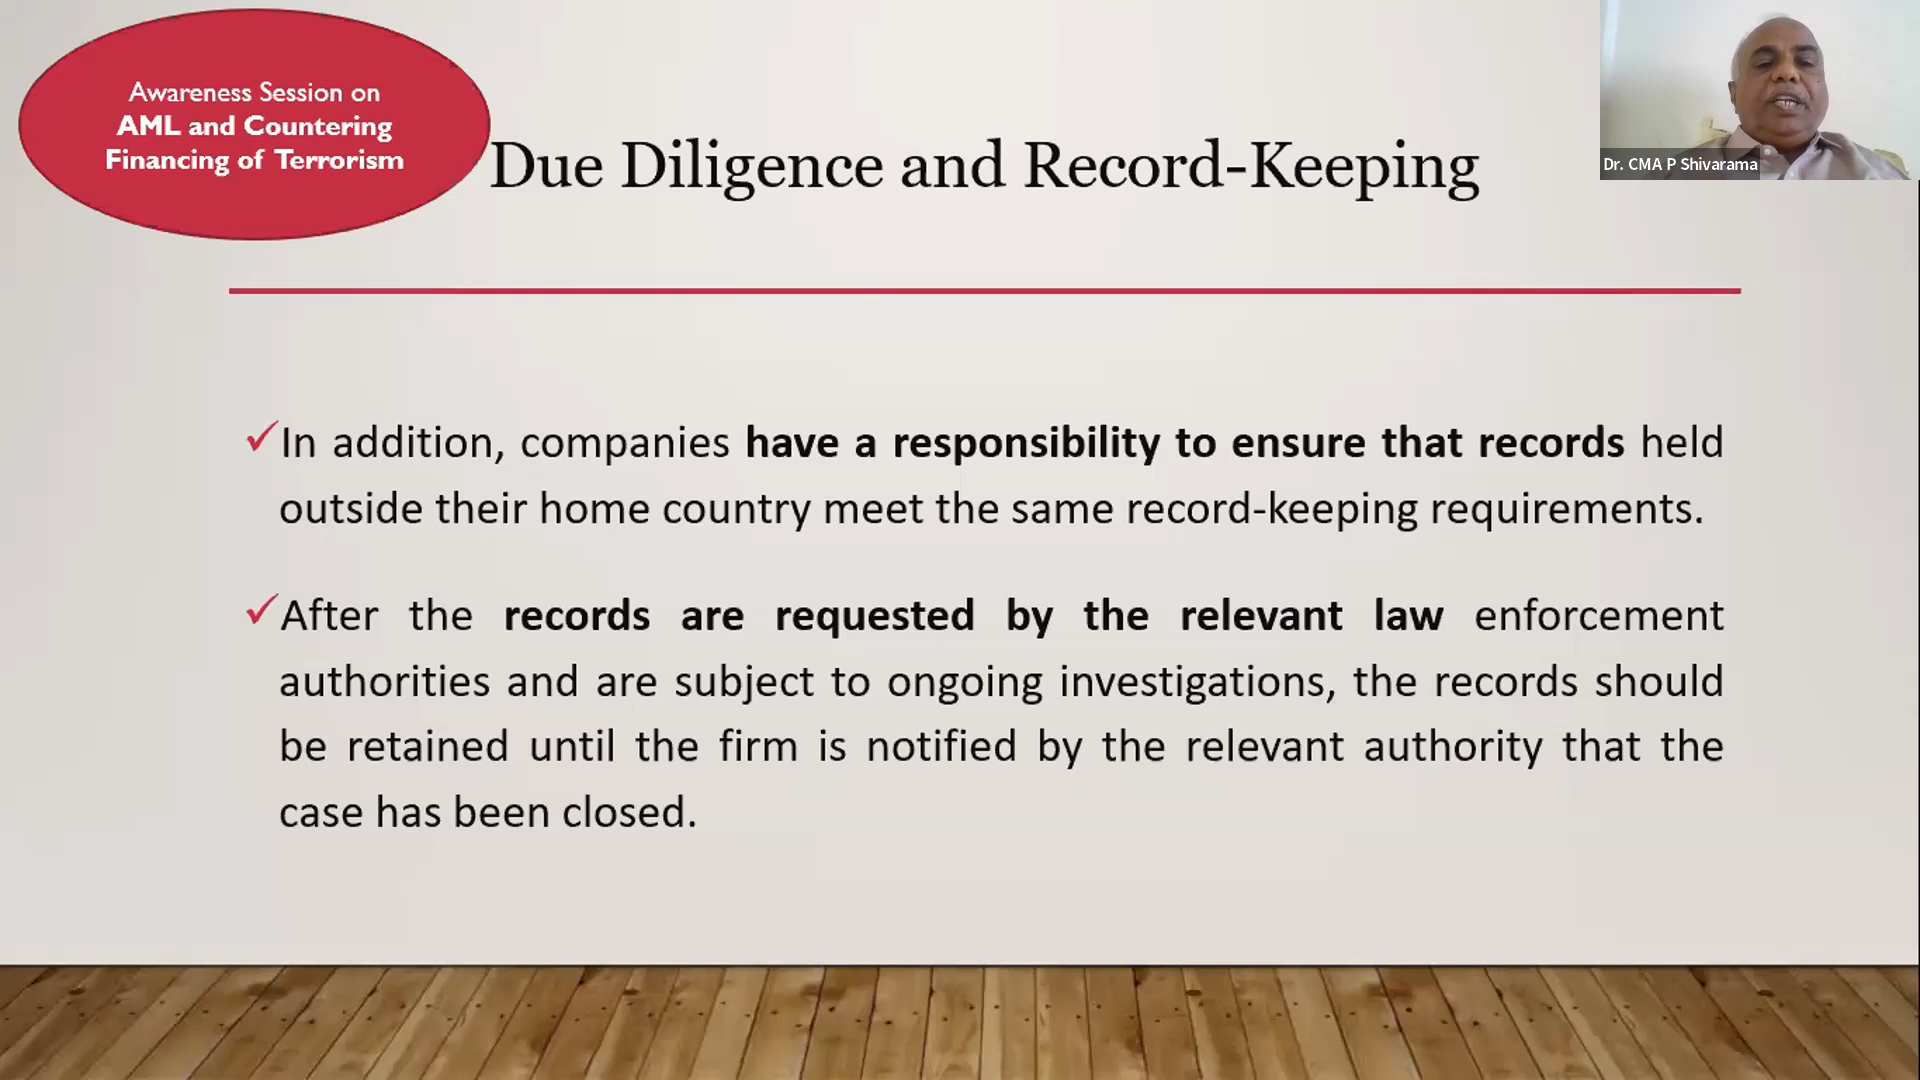 Awareness Session on
AML and Countering
Financing of Terrorism
Due Diligence and Record-Keeping
Dr. CMA P Shivarama
✓In addition, companies have a responsibility to ensure that records held
outside their home country meet the same record-keeping requirements.
✓After the records are requested by the relevant law enforcement
authorities and are subject to ongoing investigations, the records should
be retained until the firm is notified by the relevant authority that the
case has been closed.